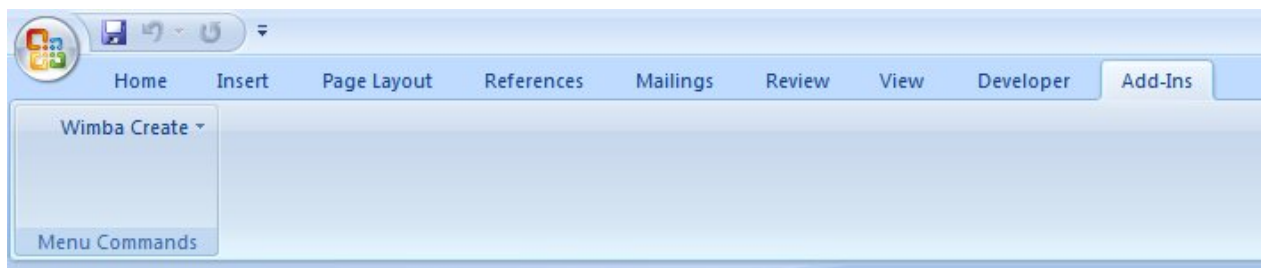 Home Insert Page Layout References Mailings Review View Developer Add-Ins
Wimba Create
Menu Commands